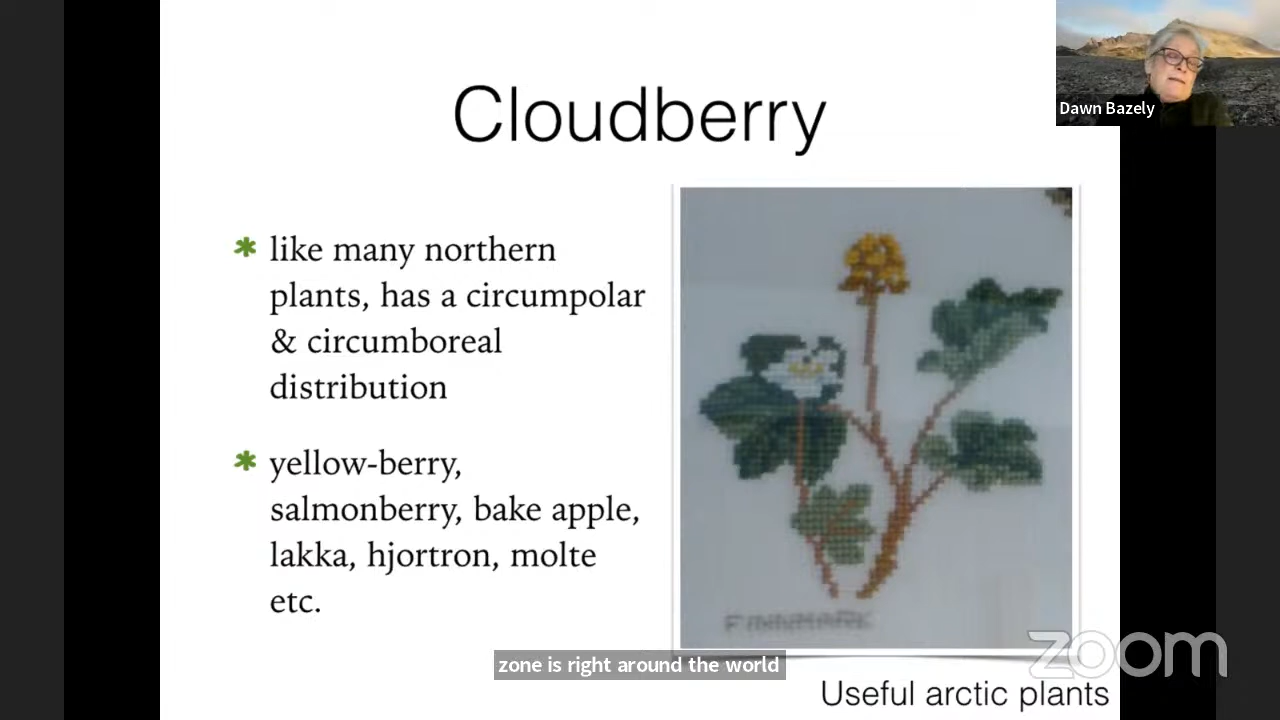 Cloudberry
Dawn Bazely
like many northern
plants, has a circumpolar
& circumboreal
distribution
yellow-berry,
salmonberry, bake apple,
lakka, hjortron, molte
etc.
FINNMARK
zone is right around the world
zoom
Useful arctic plants